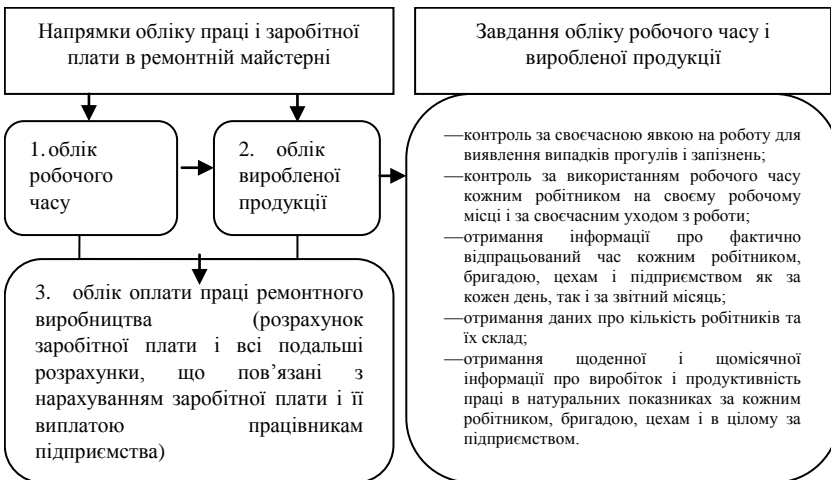 Напрямки обліку праці і заробітної
плати в ремонтній майстерні
Завдання обліку робочого часу і
виробленої продукції
1. облік
робочого
часу
2. облік
виробленої
продукції
3. облік оплати праці ремонтного
виробництва (розрахунок
заробітної плати і всі подальші
розрахунки, що пов’язані з
нарахуванням заробітної плати і її
виплатою працівникам
підприємства)
—контроль за своєчасною явкою на роботу для
виявлення випадків прогулів і запізнень;
—контроль за використанням робочого часу
кожним робітником на своєму робочому
місці і за своєчасним уходом з роботи;
—отримання інформації про фактично
відпрацьований час кожним робітником,
бригадою, цехам і підприємством як за
кожен день, так і за звітний місяць;
—отримання даних про кількість робітників та
їх склад;
—отримання щоденної і щомісячної
інформації про виробіток і продуктивність
праці в натуральних показниках за кожним
робітником, бригадою, цехам і в цілому за
підприємством.